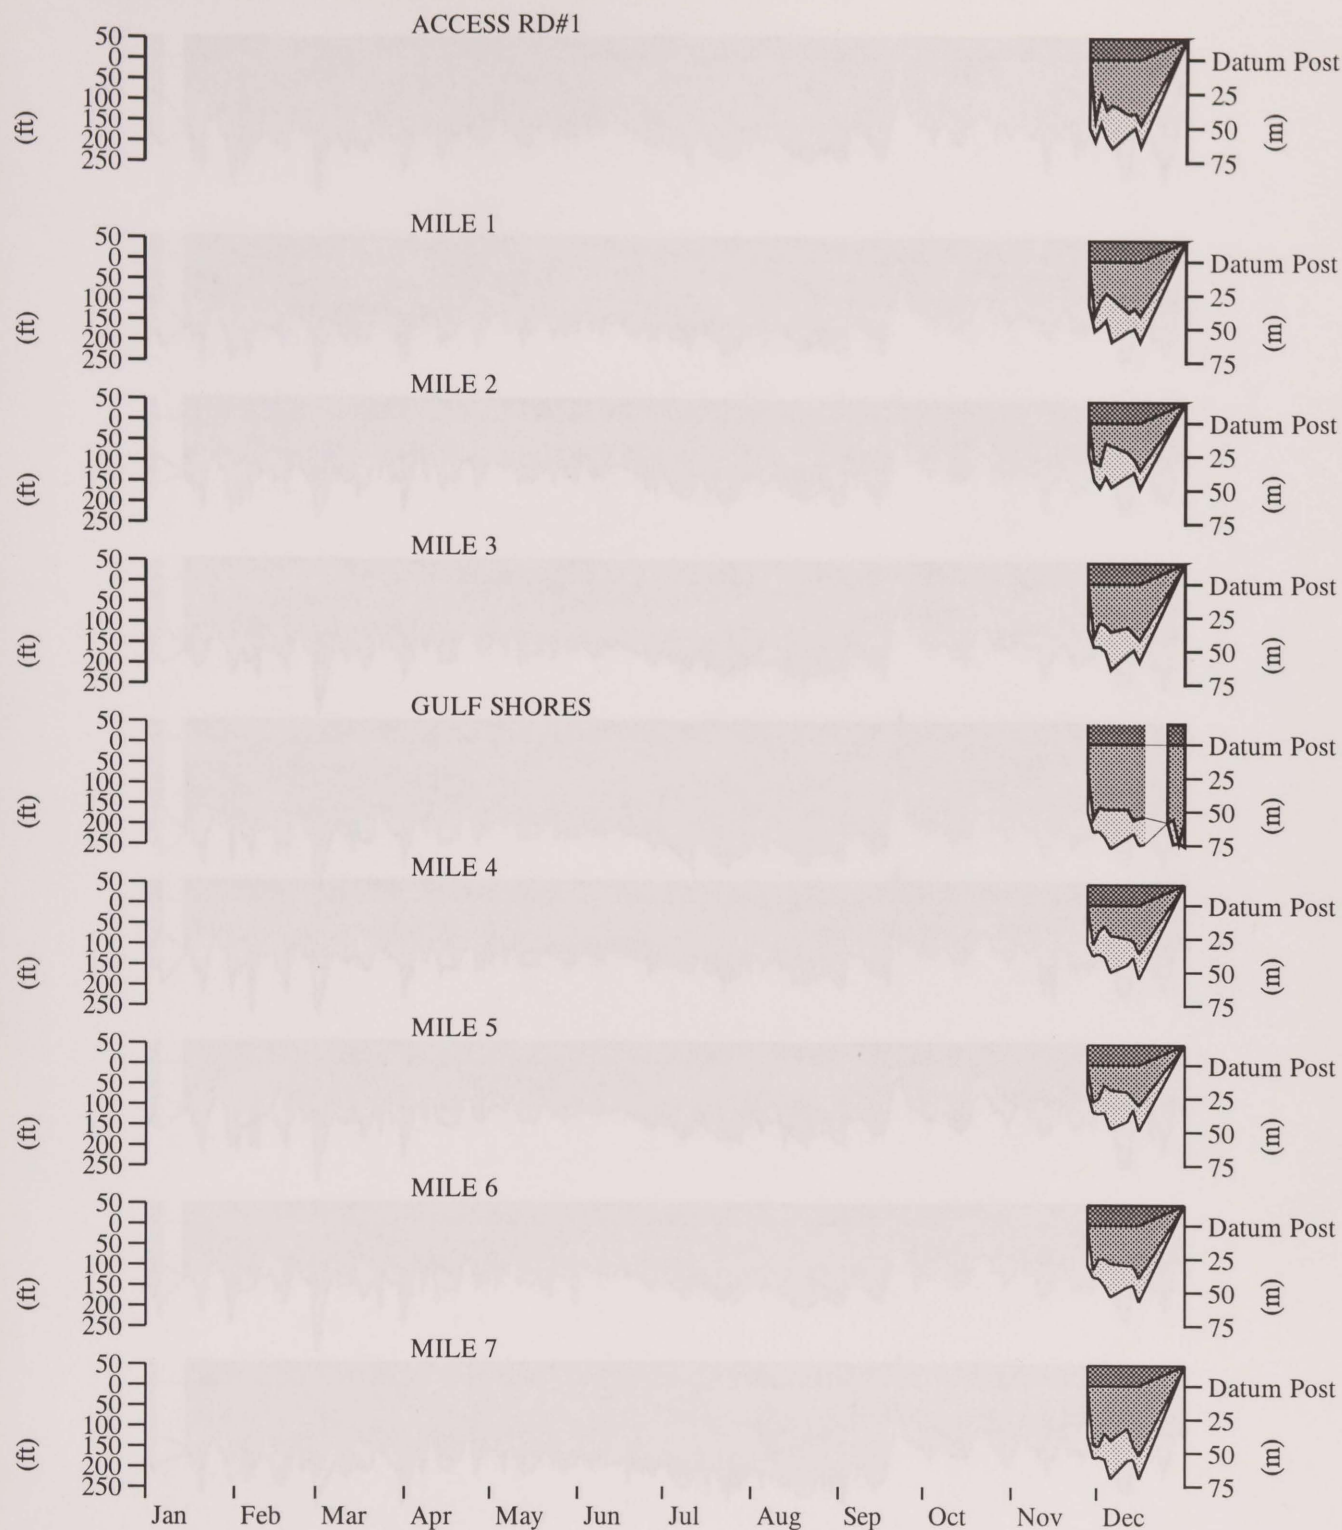 ACCESS RD#1
50
0
50
100
150
200
250
(ft)
Datum Post
25
50
75
(m)
MILE 1
50
0
50
100
150
200
250
(ft)
Datum Post
25
50
75
(m)
MILE 2
50
0
50
100
150
200
250
(ft)
Datum Post
25
50
75
(m)
MILE 3
50
0
50
100
150
200
250
(ft)
Datum Post
25
50
75
(m)
GULF SHORES
50
0
50
100
150
200
250
(ft)
Datum Post
25
50
75
(m)
MILE 4
50
0
50
100
150
200
250
(ft)
Datum Post
25
50
75
(m)
MILE 5
50
0
50
100
150
200
250
(ft)
Datum Post
25
50
75
(m)
MILE 6
50
0
50
100
150
200
250
(ft)
Datum Post
25
50
75
(m)
MILE 7
50
0
50
100
150
200
250
(ft)
Datum Post
25
50
75
(m)
Jan Feb Mar Apr May Jun Jul Aug Sep Oct Nov Dec